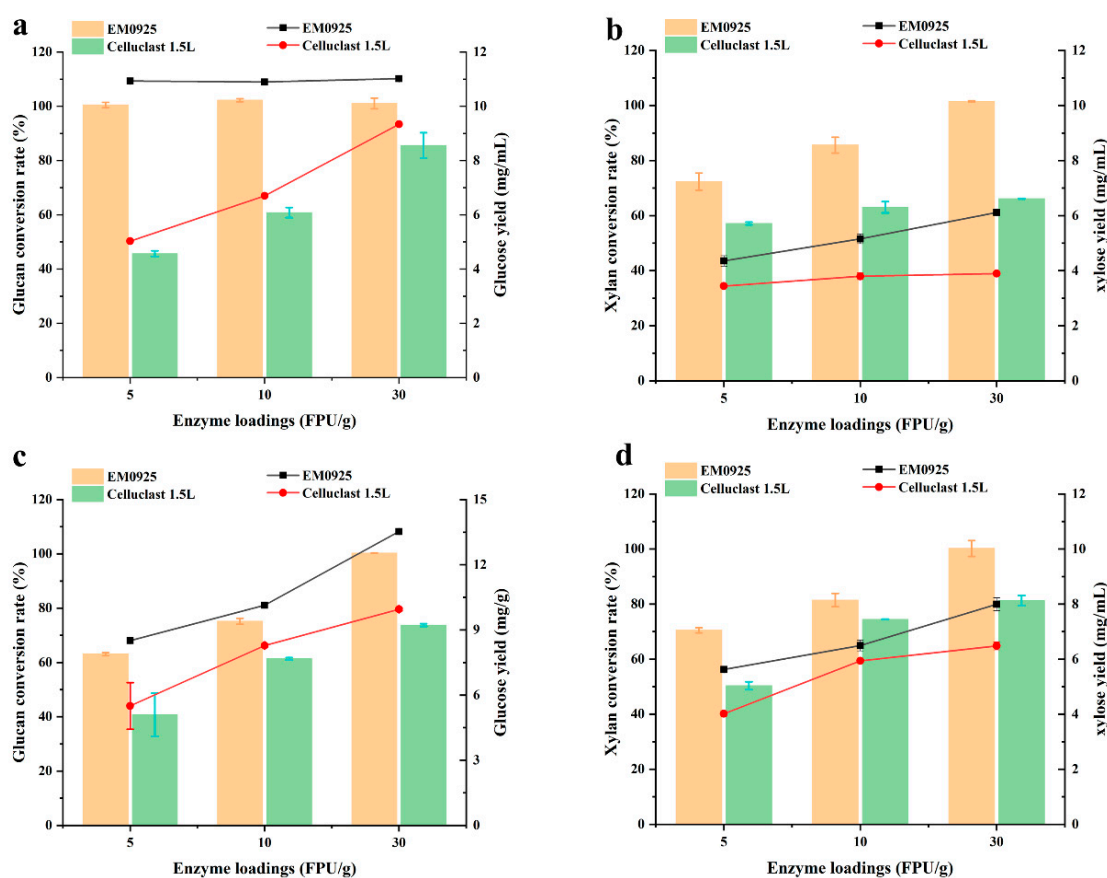 a
EM0925
EM0925
Celluclast 1.5L
Celluclast 1.5L
120
100
80
60
40
20
0
Glucan conversion rate (%)
12
10
8
6
4
2
0
Glucose yield (mg/mL)
5
10
30
Enzyme loadings (FPU/g)
b
EM0925
EM0925
Celluclast 1.5L
Celluclast 1.5L
120
100
80
60
40
20
0
Xylan conversion rate (%)
12
10
8
6
4
2
0
xylose yield (mg/mL)
5
10
30
Enzyme loadings (FPU/g)
c
EM0925
EM0925
Celluclast 1.5L
Celluclast 1.5L
120
100
80
60
40
20
0
Glucan conversion rate (%)
15
12
9
6
3
0
Glucose yield (mg/g)
5
10
30
Enzyme loadings (FPU/g)
d
EM0925
EM0925
Celluclast 1.5L
Celluclast 1.5L
120
100
80
60
40
20
0
Xylan conversion rate (%)
12
10
8
6
4
2
0
xylose yield (mg/mL)
5
10
30
Enzyme loadings (FPU/g)